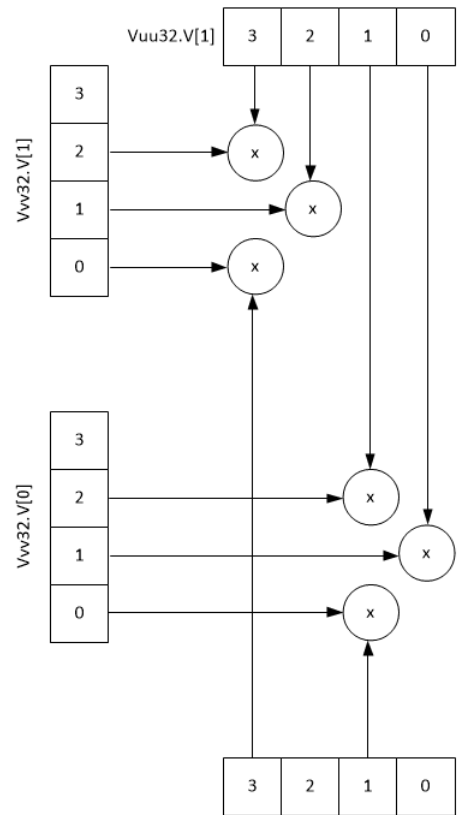 Vuu32.V[1] 3 2 1 0
Vvv32.V[1]
3
2 x
1 x
0 x
Vvv32.V[0]
3
2 x
1 x
0 x
3 2 1 0